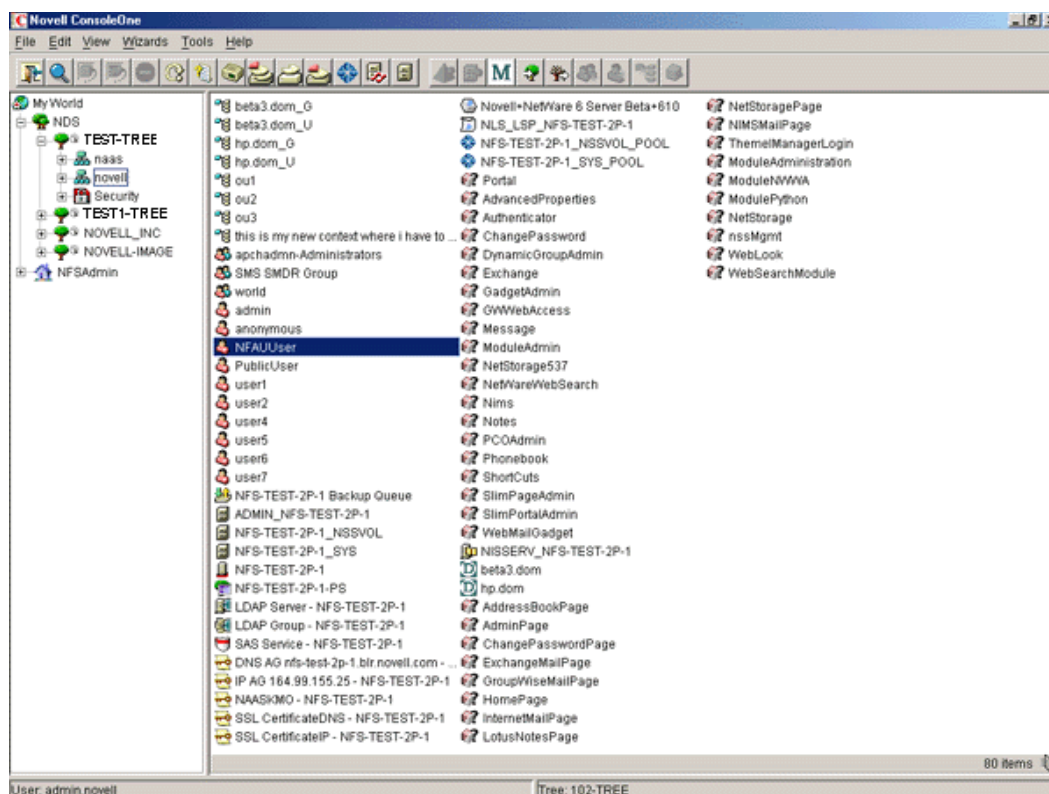 Novell ConsoleOne
File Edit View Wizards Tools Help
M
My World
NDS
TEST-TREE
naas
novell
Security
TEST1-TREE
NOVELL_INC
NOVELL-IMAGE
NFSAdmin
beta3.dom_G
beta3.dom_U
hp.dom_G
hp.dom_U
ou1
ou2
ou3
this is my new context where i have to ...
apchadmn-Administrators
SMS SMDR Group
world
admin
anonymous
NFAUUser
PublicUser
user1
user2
user4
user5
user6
user7
NFS-TEST-2P-1 Backup Queue
ADMIN_NFS-TEST-2P-1
NFS-TEST-2P-1_NSSVOL
NFS-TEST-2P-1_SYS
NFS-TEST-2P-1
NFS-TEST-2P-1-PS
LDAP Server - NFS-TEST-2P-1
LDAP Group - NFS-TEST-2P-1
SAS Service - NFS-TEST-2P-1
DNS AG nfs-test-2p-1.blr.novell.com - ...
IP AG 164.99.155.25 - NFS-TEST-2P-1
NAASKMO - NFS-TEST-2P-1
SSL CertificateDNS - NFS-TEST-2P-1
SSL CertificateIP - NFS-TEST-2P-1
Novell+NetWare 6 Server Beta+610
NLS_LSP_NFS-TEST-2P-1
NFS-TEST-2P-1_NSSVOL_POOL
NFS-TEST-2P-1_SYS_POOL
Portal
AdvancedProperties
Authenticator
ChangePassword
DynamicGroupAdmin
Exchange
GadgetAdmin
GWWebAccess
Message
ModuleAdmin
NetStorage537
NetWareWebSearch
Nims
Notes
PCOAdmin
Phonebook
ShortCuts
SlimPageAdmin
SlimPortalAdmin
WebMailGadget
NISSERV_NFS-TEST-2P-1
beta3.dom
hp.dom
AddressBookPage
AdminPage
ChangePasswordPage
ExchangeMailPage
GroupWiseMailPage
HomePage
InternetMailPage
LotusNotesPage
NetStoragePage
NIMSMailPage
ThemelManagerLogin
ModuleAdministration
ModuleNWWA
ModulePython
NetStorage
nssMgmt
WebLook
WebSearchModule
80 items
User: admin.novell
Tree: 102-TREE